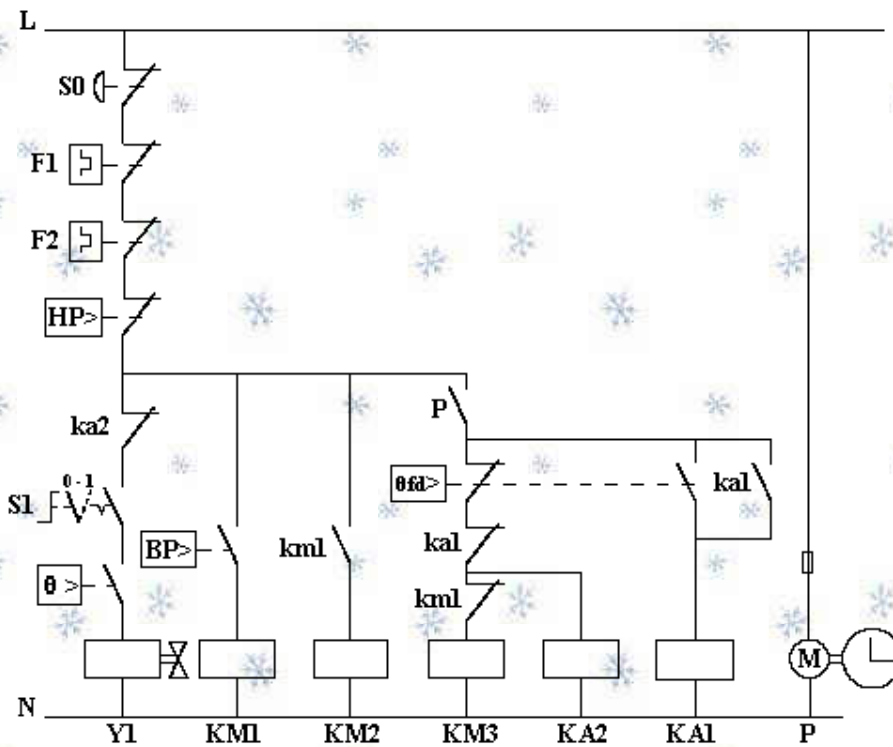 L
S0
F1
F2
HP>
ka2
P
0 - 1
S1
θfd>
ka1
BP>
km1
ka1
θ >
km1
M
N
Y1 KM1 KM2 KM3 KA2 KA1 P